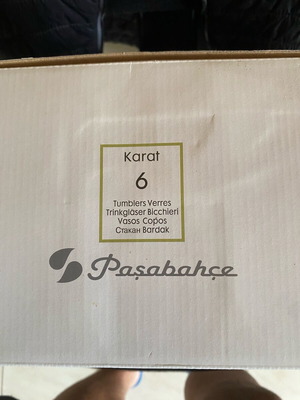 Karat
6
Tumblers Verres
Trinkgläser Bicchieri
Vasos Copos
Стакан Bardak
Paşabahçe